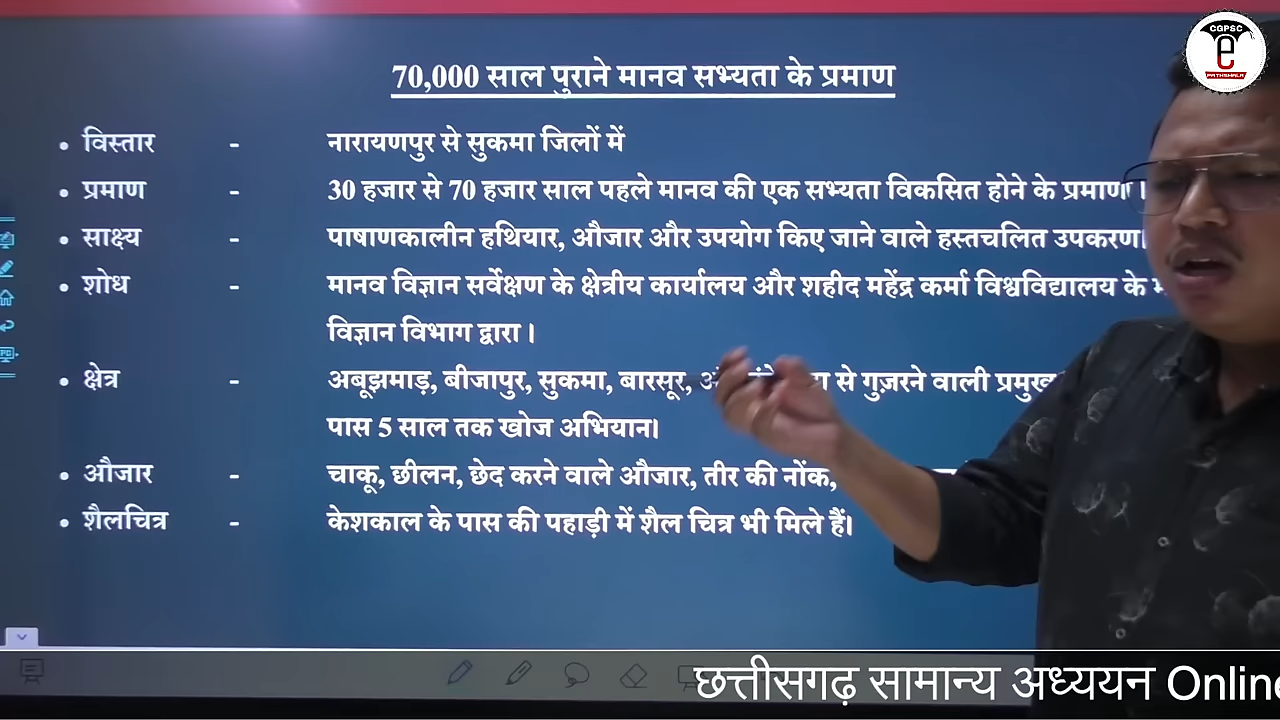 CGPSC
e
PATHSHALA
70,000 साल पुराने मानव सभ्यता के प्रमाण
• विस्तार - नारायणपुर से सुकमा जिलों में
• प्रमाण - 30 हजार से 70 हजार साल पहले मानव की एक सभ्यता विकसित होने के प्रमाण ।
• साक्ष्य - पाषाणकालीन हथियार, औजार और उपयोग किए जाने वाले हस्तचलित उपकरण।
• शोध - मानव विज्ञान सर्वेक्षण के क्षेत्रीय कार्यालय और शहीद महेंद्र कर्मा विश्वविद्यालय के
विज्ञान विभाग द्वारा ।
• क्षेत्र - अबूझमाड़, बीजापुर, सुकमा, बारसूर, से गुज़रने वाली प्रमुख
पास 5 साल तक खोज अभियान।
• औजार - चाकू, छीलन, छेद करने वाले औजार, तीर की नोंक,
• शैलचित्र - केशकाल के पास की पहाड़ी में शैल चित्र भी मिले हैं।
छत्तीसगढ़ सामान्य अध्ययन Online